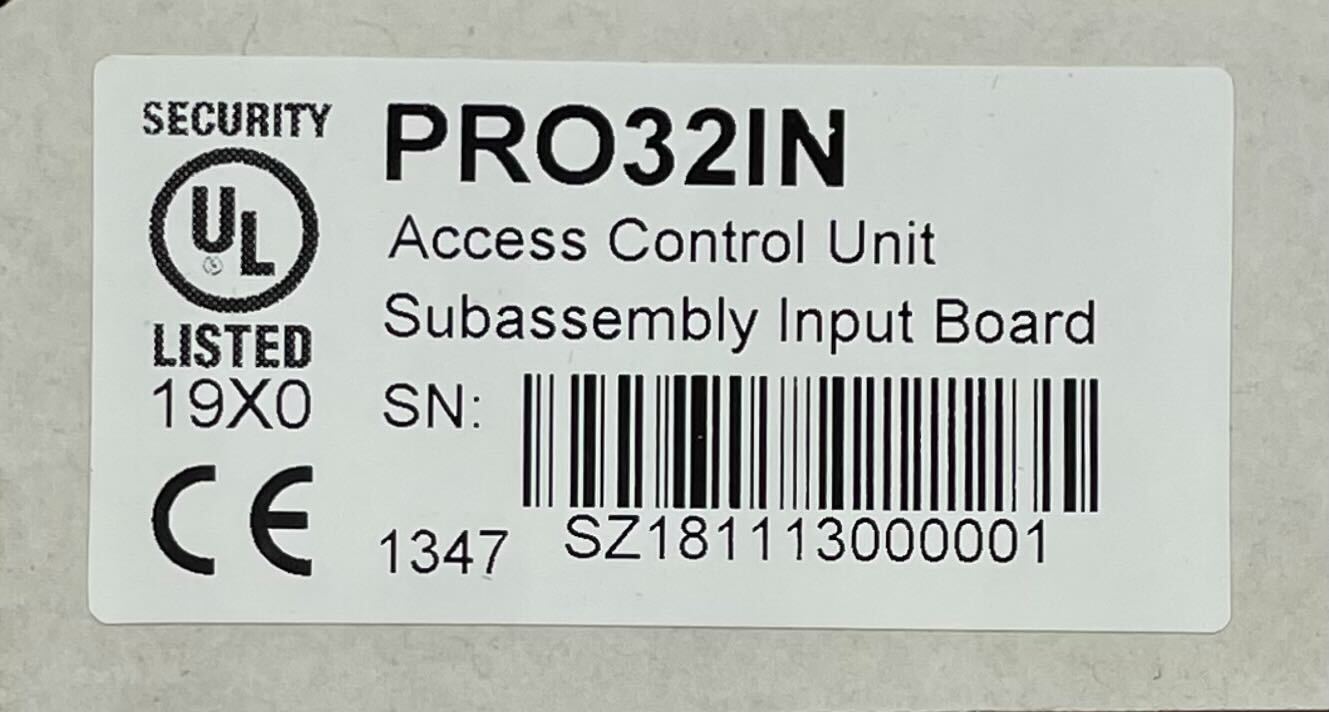 SECURITY
UL
®
LISTED
19X0
CE
PRO32IN
Access Control Unit
Subassembly Input Board
SN:
1347
SZ181113000001